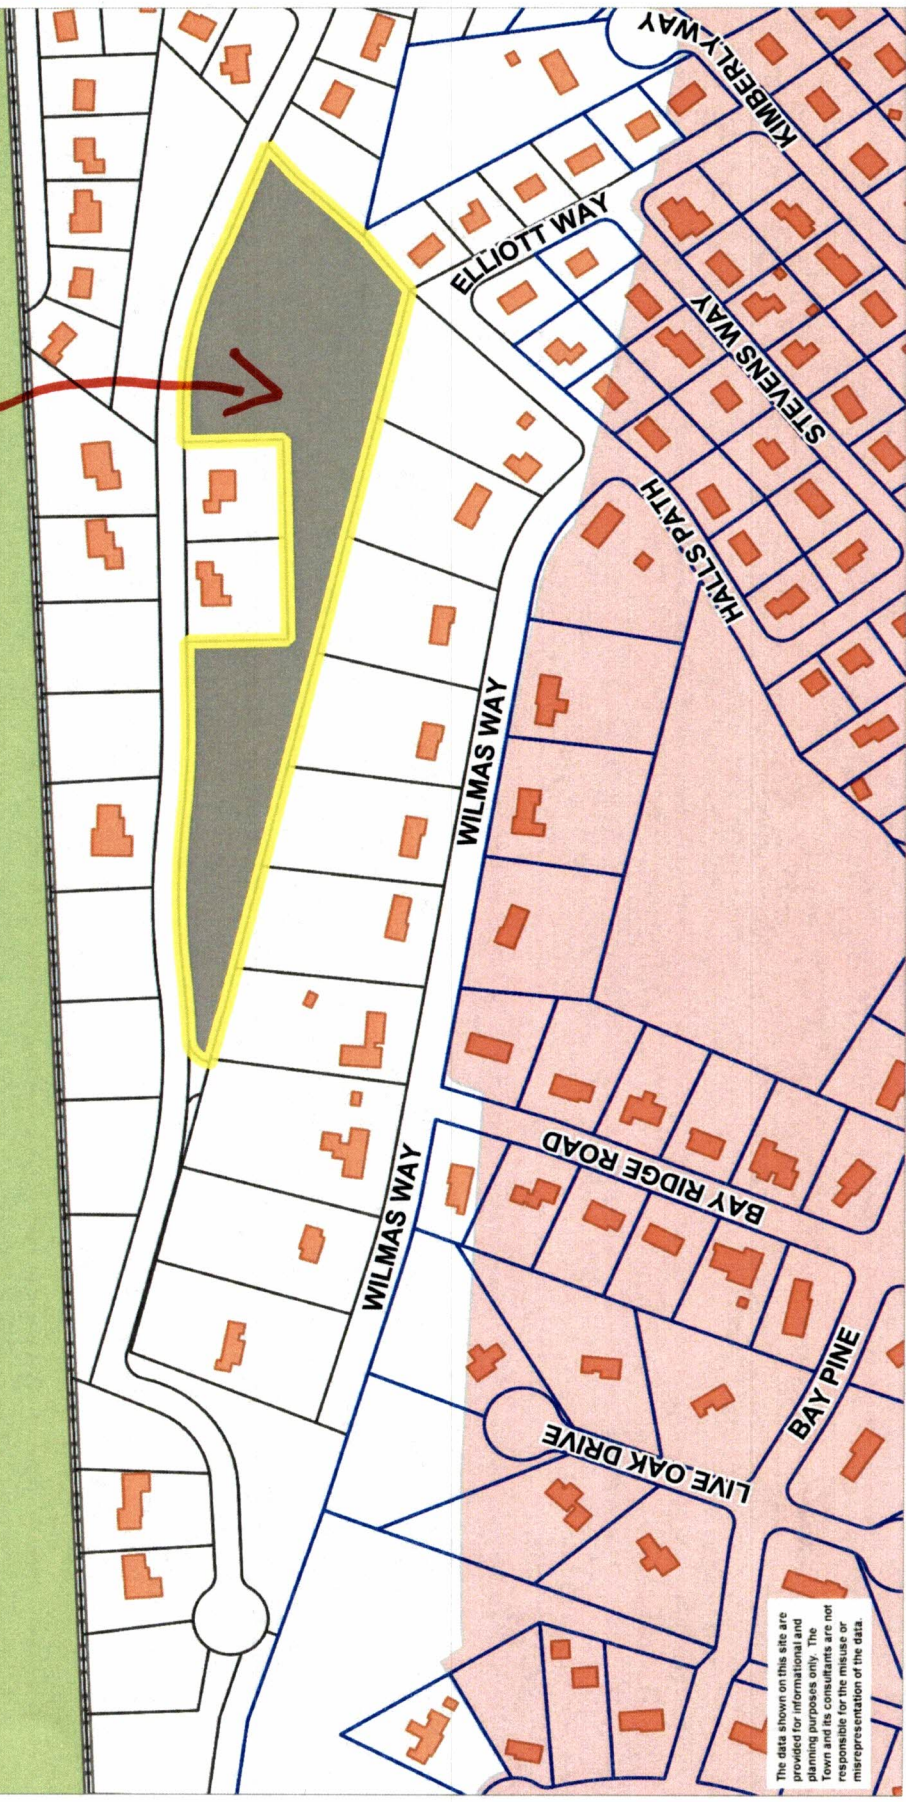 KIMBERLY WAY
ELLIOTT WAY
STEVENS WAY
HALLS PATH
WILMAS WAY
BAY RIDGE ROAD
WILMAS WAY
BAY PINE
LIVE OAK DRIVE
The data shown on this site are
provided for informational and
planning purposes only. The
Town and its consultants are not
responsible for the misuse or
misrepresentation of the data.